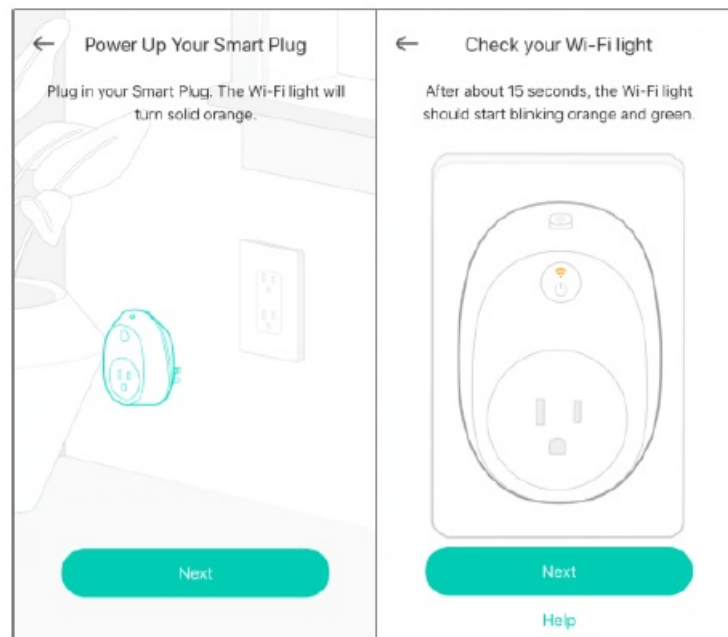 Power Up Your Smart Plug
Plug in your Smart Plug. The Wi-Fi light will
turn solid orange.
Next
Check your Wi-Fi light
After about 15 seconds, the Wi-Fi light
should start blinking orange and green.
Next
Help